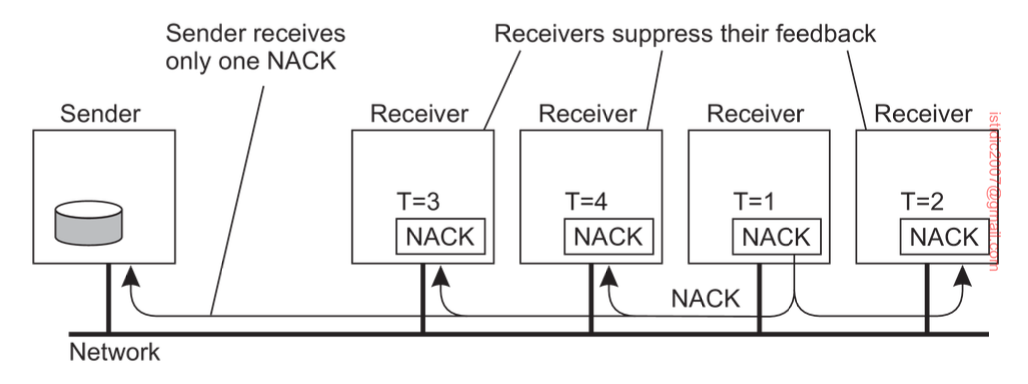 Sender receives
only one NACK
Receivers suppress their feedback
Sender
Receiver
Receiver
Receiver
Receiver
T=3
T=4
T=1
T=2
NACK
NACK
NACK
NACK
NACK
Network
istidic2007@gmail.com